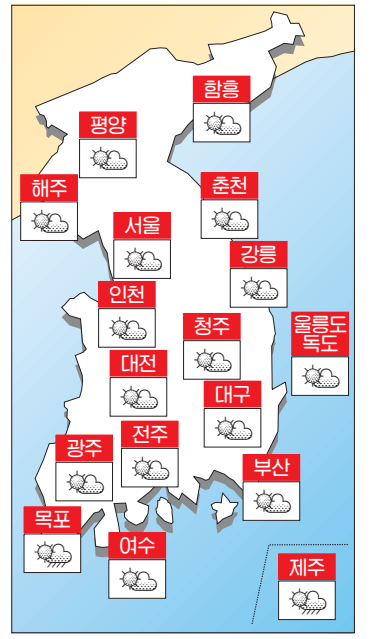 함흥
평양
해주
춘천
서울
강릉
인천
청주
울릉도
독도
대전
대구
전주
광주
부산
목포
여수
제주